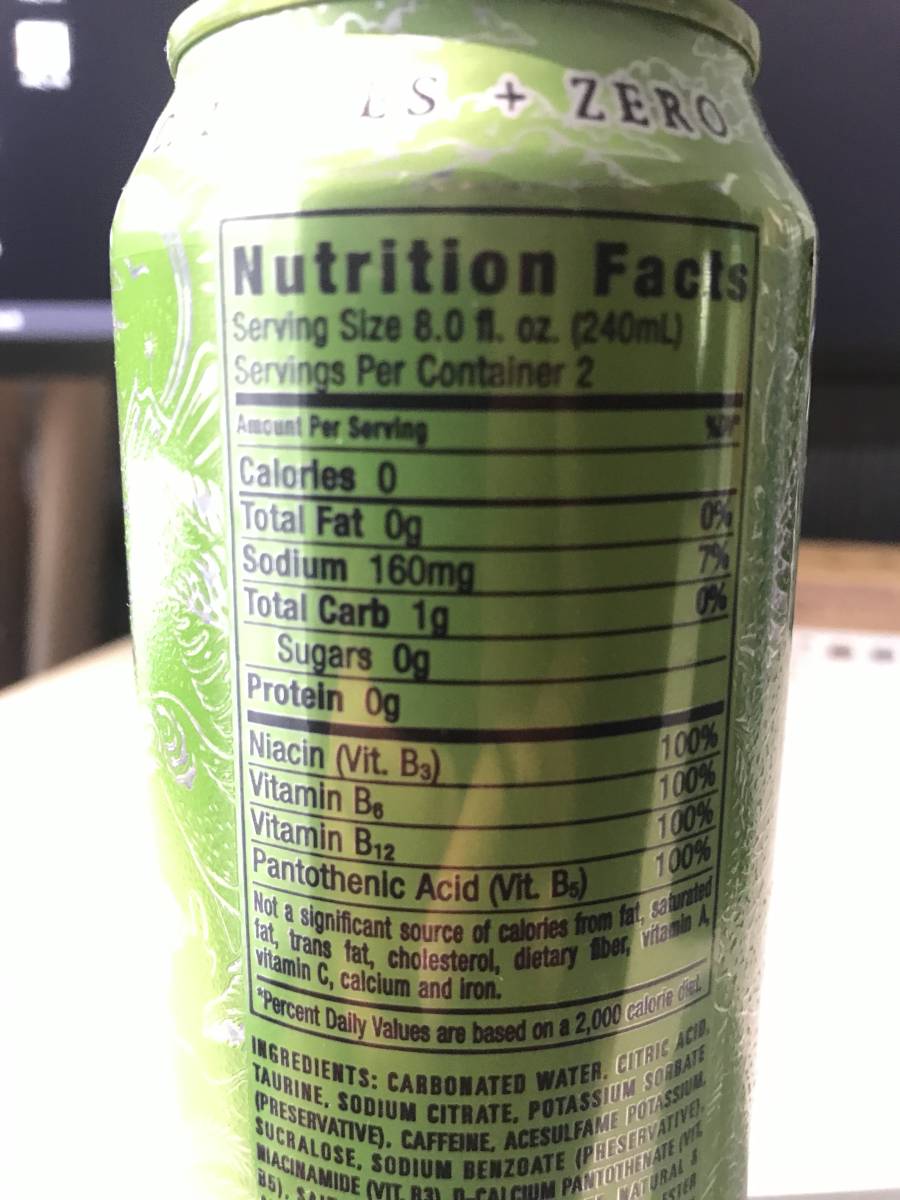 ES + ZERO
Nutrition Facts
Serving Size 8.0 fl. oz. (240mL)
Servings Per Container 2
Amount Per Serving %DV*
Calories 0
Total Fat 0g 0%
Sodium 160mg 7%
Total Carb 1g 0%
Sugars 0g
Protein 0g
Niacin (Vit. B3) 100%
Vitamin B6 100%
Vitamin B12 100%
Pantothenic Acid (Vit. B5) 100%
Not a significant source of calories from fat, saturated
fat, trans fat, cholesterol, dietary fiber, vitamin A,
vitamin C, calcium and iron.
*Percent Daily Values are based on a 2,000 calorie diet.
INGREDIENTS: CARBONATED WATER, CITRIC ACID,
TAURINE, SODIUM CITRATE, POTASSIUM SORBATE
(PRESERVATIVE), CAFFEINE, ACESULFAME POTASSIUM,
SUCRALOSE, SODIUM BENZOATE (PRESERVATIVE),
NIACINAMIDE (VIT. B3), D-CALCIUM PANTOTHENATE (VIT.
B5), NATURAL &
ESTER